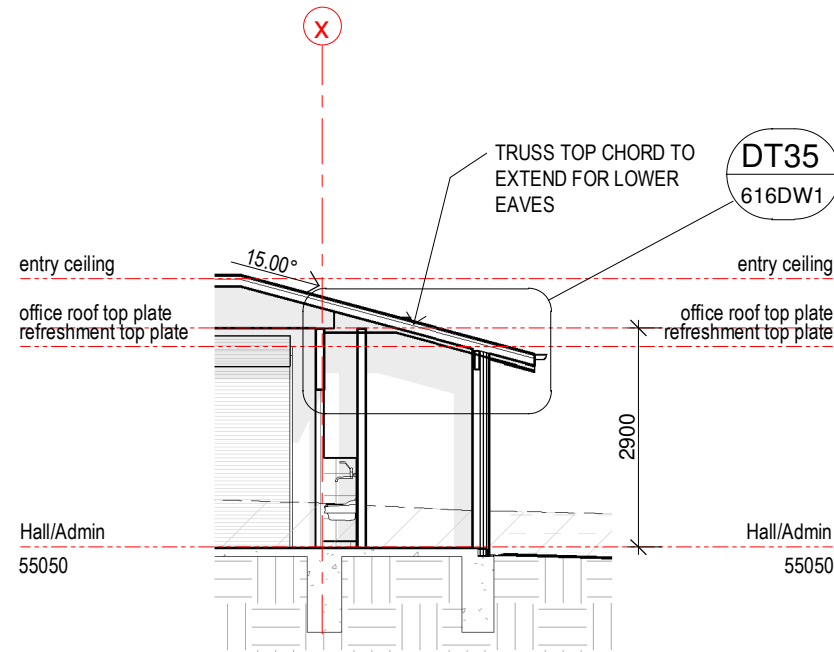 X
TRUSS TOP CHORD TO
EXTEND FOR LOWER
EAVES
DT35
616DW1
15.00°
entry ceiling
entry ceiling
office roof top plate
office roof top plate
refreshment top plate
refreshment top plate
2900
Hall/Admin
Hall/Admin
55050
55050